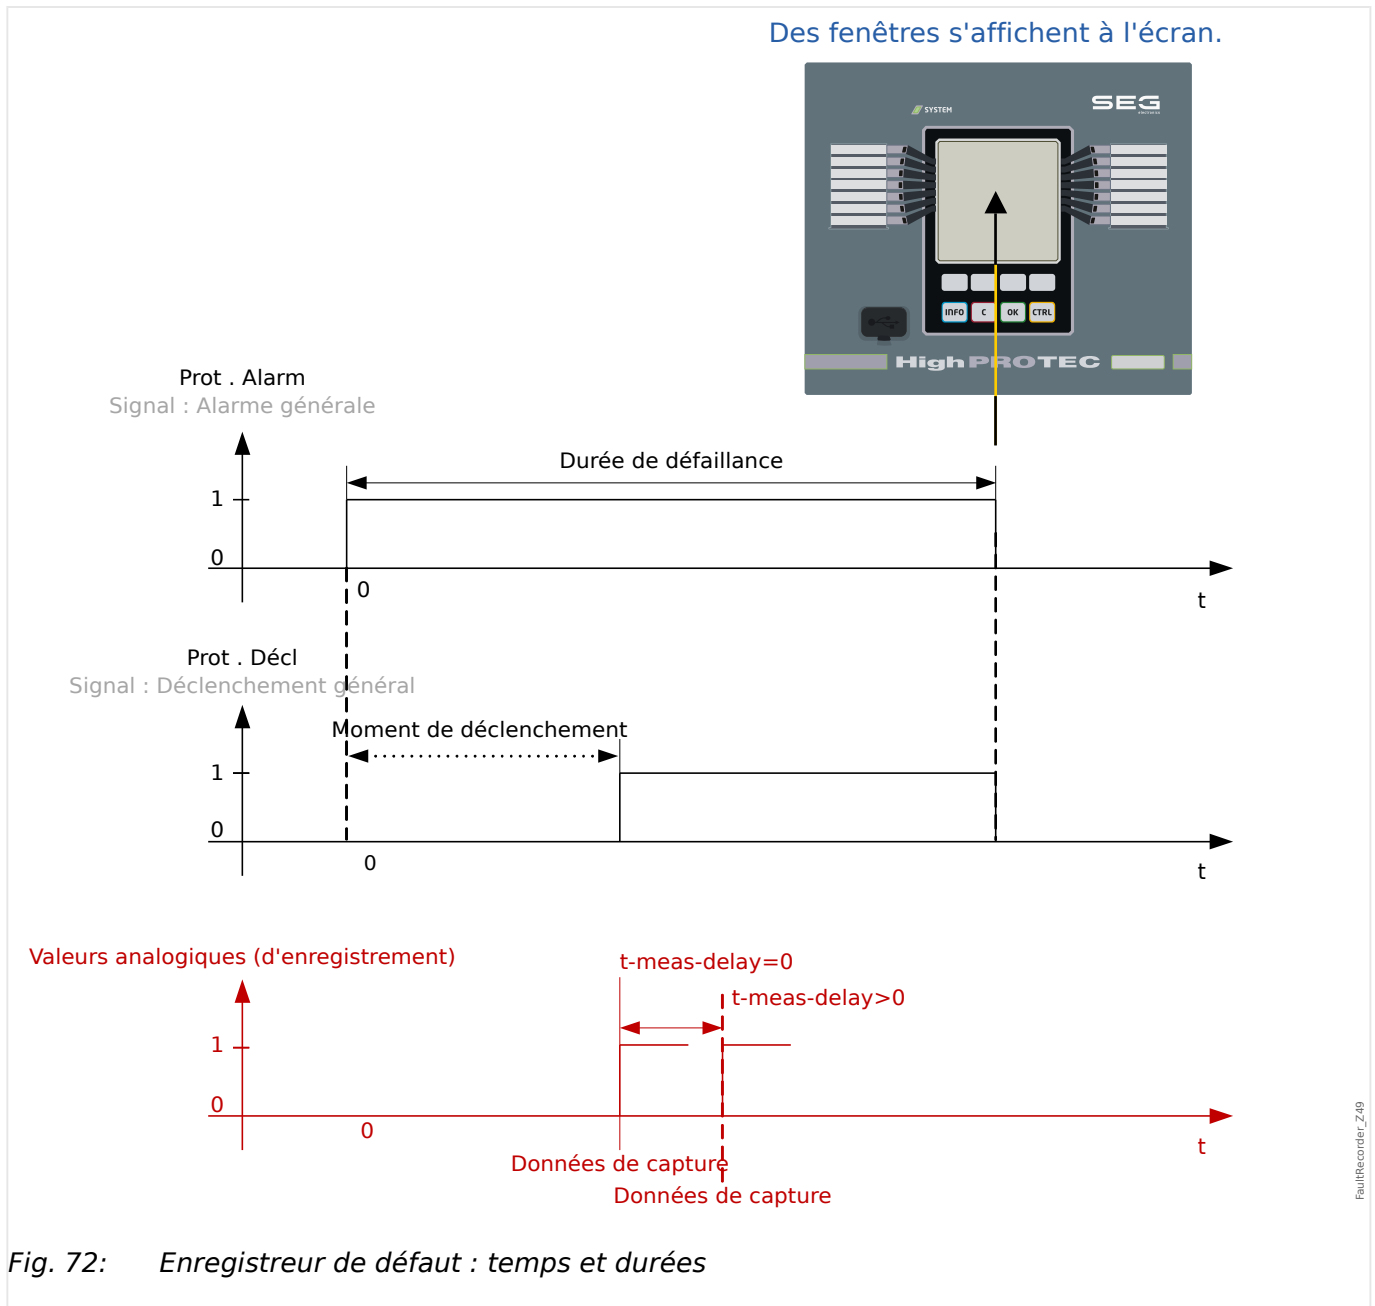 Des fenêtres s'affichent à l'écran.
SYSTEM
SEG
electronics
INFO
C
OK
CTRL
HighPROTEC
Prot . Alarm
Signal : Alarme générale
Durée de défaillance
1
0
0
t
Prot . Décl
Signal : Déclenchement général
Moment de déclenchement
1
0
0
t
Valeurs analogiques (d'enregistrement)
t-meas-delay=0
t-meas-delay>0
1
0
0
t
Données de capture
Données de capture
FaultRecorder_Z49
Fig. 72: Enregistreur de défaut : temps et durées